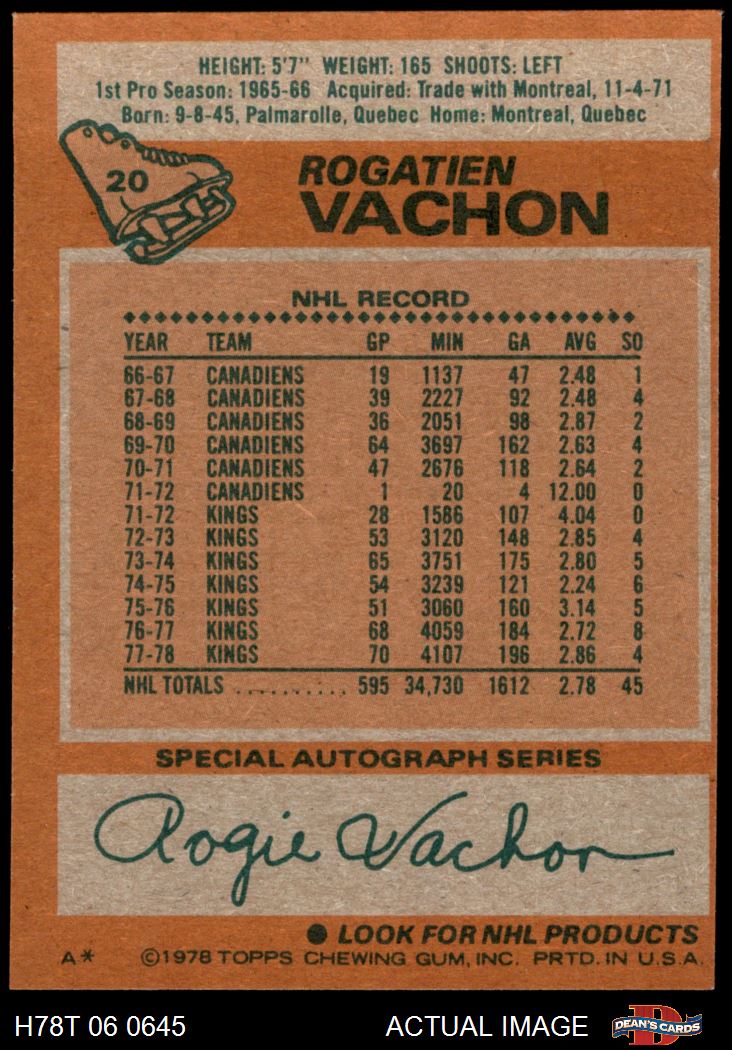 HEIGHT: 5'7" WEIGHT: 165 SHOOTS: LEFT
1st Pro Season: 1965-66 Acquired: Trade with Montreal, 11-4-71
Born: 9-8-45, Palmarolle, Quebec Home: Montreal, Quebec
20
ROGATIEN
VACHON
NHL RECORD
YEAR TEAM GP MIN GA AVG SO
66-67 CANADIENS 19 1137 47 2.48 1
67-68 CANADIENS 39 2227 92 2.48 4
68-69 CANADIENS 36 2051 98 2.87 2
69-70 CANADIENS 64 3697 162 2.63 4
70-71 CANADIENS 47 2676 118 2.64 2
71-72 CANADIENS 1 20 4 12.00 0
71-72 KINGS 28 1586 107 4.04 0
72-73 KINGS 53 3120 148 2.85 4
73-74 KINGS 65 3751 175 2.80 5
74-75 KINGS 54 3239 121 2.24 6
75-76 KINGS 51 3060 160 3.14 5
76-77 KINGS 68 4059 184 2.72 8
77-78 KINGS 70 4107 196 2.86 4
NHL TOTALS .......... 595 34,730 1612 2.78 45
SPECIAL AUTOGRAPH SERIES
Rogie Vachon
● LOOK FOR NHL PRODUCTS
A* ©1978 TOPPS CHEWING GUM, INC. PRTD. IN U.S.A.
H78T 06 0645 ACTUAL IMAGE D DEAN'S CARDS